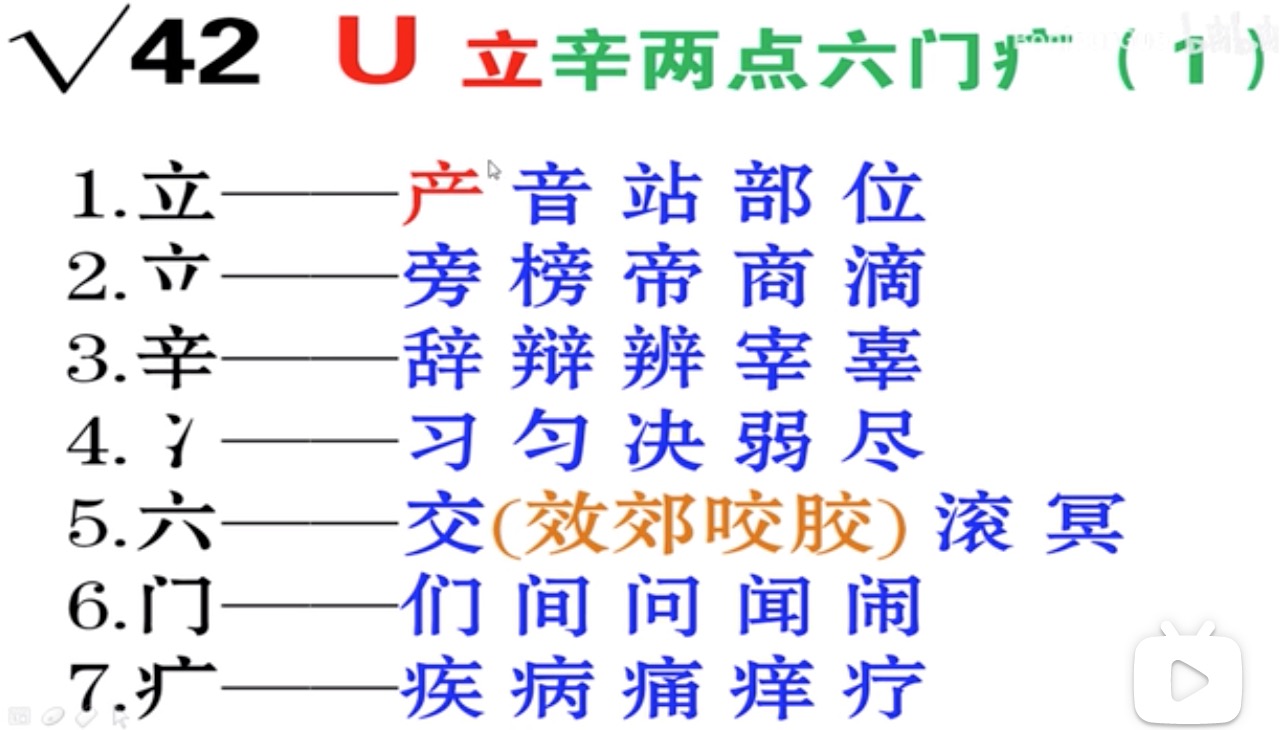 √42 U 立辛两点六门疒（1）
1.立——产 音 站 部 位
2.⺍——旁 榜 帝 商 滴
3.辛——辞 辩 辨 宰 辜
4.冫——习 匀 决 弱 尽
5.六——交(效郊咬胶) 滚 冥
6.门——们 间 问 闻 闹
7.疒——疾 病 痛 痒 疗